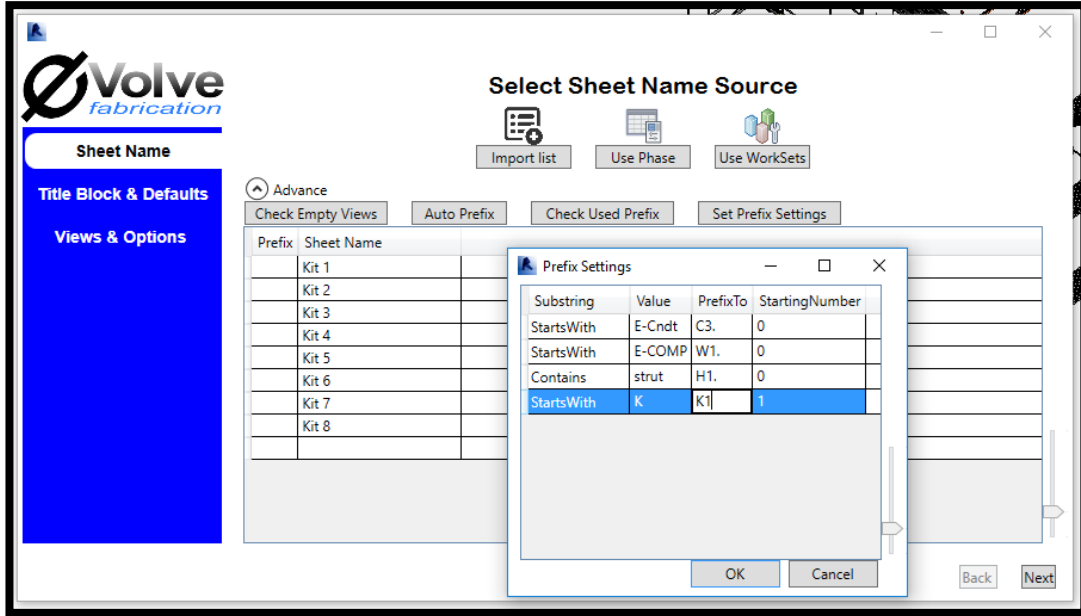 Volve
fabrication
Select Sheet Name Source
Import list Use Phase Use WorkSets
Sheet Name
Title Block & Defaults
Views & Options
Advance
Check Empty Views Auto Prefix Check Used Prefix Set Prefix Settings
Prefix Sheet Name
Kit 1
Kit 2
Kit 3
Kit 4
Kit 5
Kit 6
Kit 7
Kit 8
Prefix Settings
Substring Value PrefixTo StartingNumber
StartsWith E-Cndt C3. 0
StartsWith E-COMP W1. 0
Contains strut H1. 0
StartsWith K K1 1
OK Cancel
Back Next